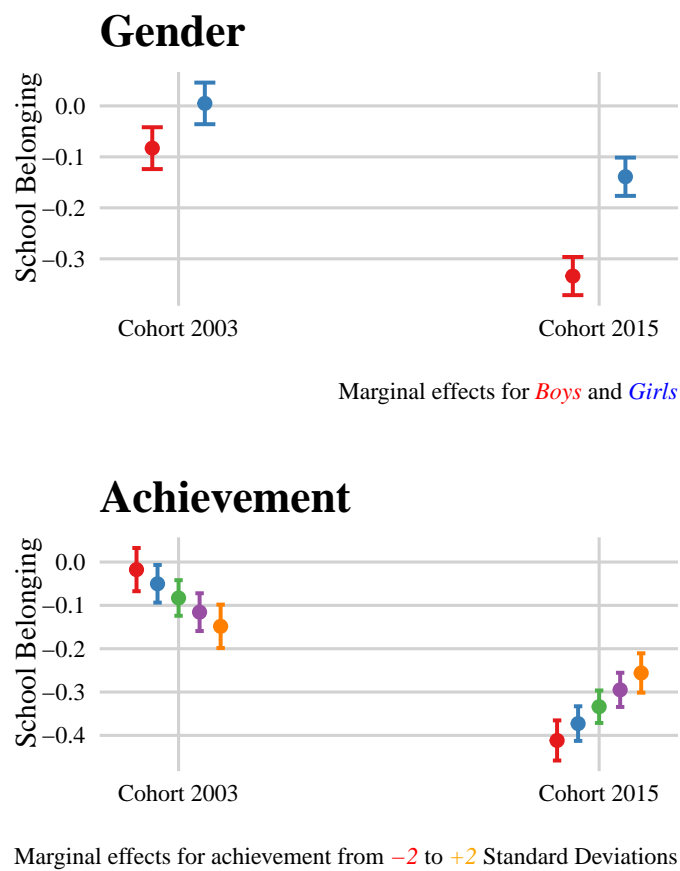 Gender
School Belonging
0.0
−0.1
−0.2
−0.3
Cohort 2003
Cohort 2015
Marginal effects for Boys and Girls
Achievement
School Belonging
0.0
−0.1
−0.2
−0.3
−0.4
Cohort 2003
Cohort 2015
Marginal effects for achievement from −2 to +2 Standard Deviations